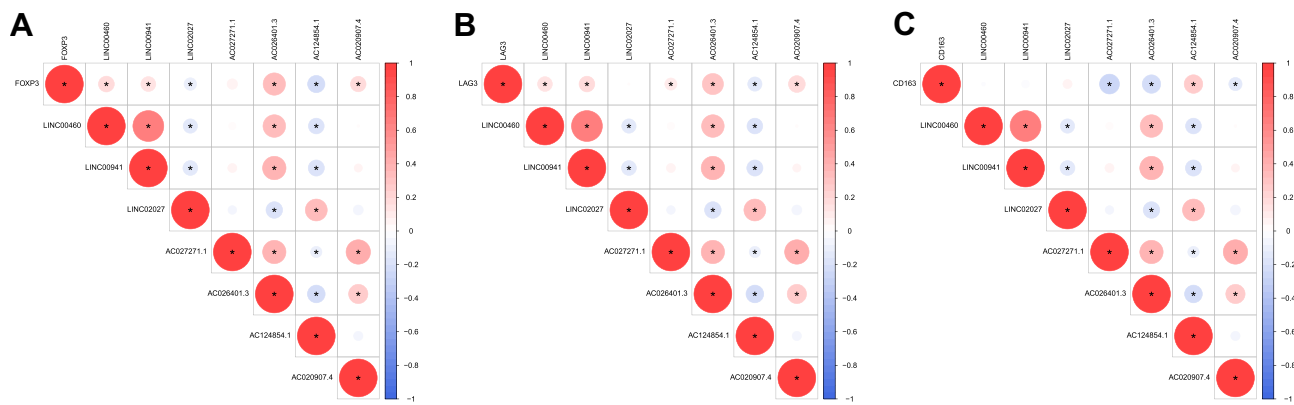 A
FOXP3
LINC00460
LINC00941
LINC02027
AC027271.1
AC026401.3
AC124854.1
AC020907.4
FOXP3 * * * * * * *
LINC00460 * * * * *
LINC00941 * * * *
LINC02027 * * *
AC027271.1 * * * *
AC026401.3 * * *
AC124854.1 *
AC020907.4 *
1
0.8
0.6
0.4
0.2
0
−0.2
−0.4
−0.6
−0.8
−1
B
LAG3
LINC00460
LINC00941
LINC02027
AC027271.1
AC026401.3
AC124854.1
AC020907.4
LAG3 * * * * * * *
LINC00460 * * * * *
LINC00941 * * * *
LINC02027 * * *
AC027271.1 * * * *
AC026401.3 * * *
AC124854.1 *
AC020907.4 *
1
0.8
0.6
0.4
0.2
0
−0.2
−0.4
−0.6
−0.8
−1
C
CD163
LINC00460
LINC00941
LINC02027
AC027271.1
AC026401.3
AC124854.1
AC020907.4
CD163 * * * * *
LINC00460 * * * * *
LINC00941 * * * *
LINC02027 * * *
AC027271.1 * * * *
AC026401.3 * * *
AC124854.1 *
AC020907.4 *
1
0.8
0.6
0.4
0.2
0
−0.2
−0.4
−0.6
−0.8
−1